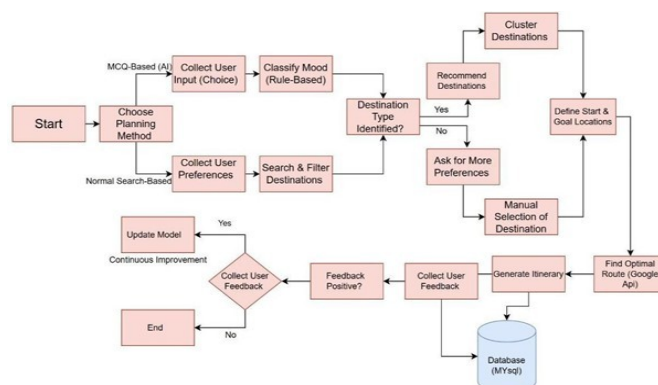 Start
Choose
Planning
Method
MCQ-Based (AI)
Normal Search-Based
Collect User
Input (Choice)
Classify Mood
(Rule-Based)
Collect User
Preferences
Search & Filter
Destinations
Destination
Type
Identified?
Yes
No
Recommend
Destinations
Cluster
Destinations
Ask for More
Preferences
Manual
Selection of
Destination
Define Start &
Goal Locations
Find Optimal
Route (Google
Api)
Generate Itinerary
Database
(MYsql)
Collect User
Feedback
Feedback
Positive?
Collect User
Feedback
Yes
Update Model
Continuous Improvement
No
End